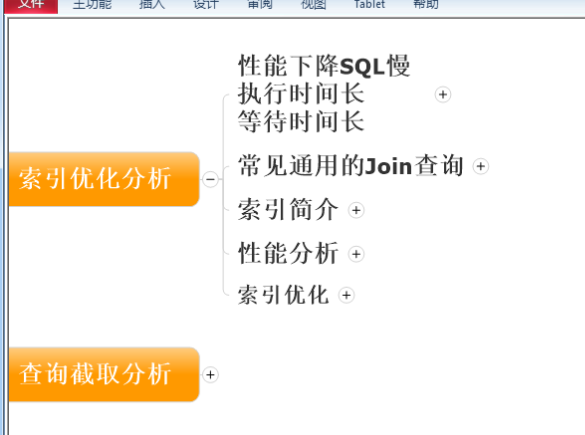 文件 主功能 插入 设计 审阅 视图 Tablet 帮助
性能下降SQL慢
执行时间长
等待时间长
常见通用的Join查询
索引优化分析
索引简介
性能分析
索引优化
查询截取分析